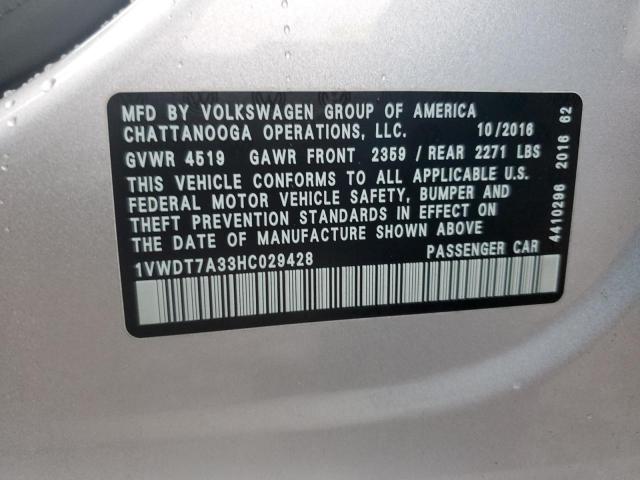 MFD BY VOLKSWAGEN GROUP OF AMERICA
CHATTANOOGA OPERATIONS, LLC. 10/2016
GVWR 4519 GAWR FRONT 2359 / REAR 2271 LBS
THIS VEHICLE CONFORMS TO ALL APPLICABLE U.S.
FEDERAL MOTOR VEHICLE SAFETY, BUMPER AND
THEFT PREVENTION STANDARDS IN EFFECT ON
THE DATE OF MANUFACTURE SHOWN ABOVE
1VWDT7A33HC029428 PASSENGER CAR
4410296 2016 62